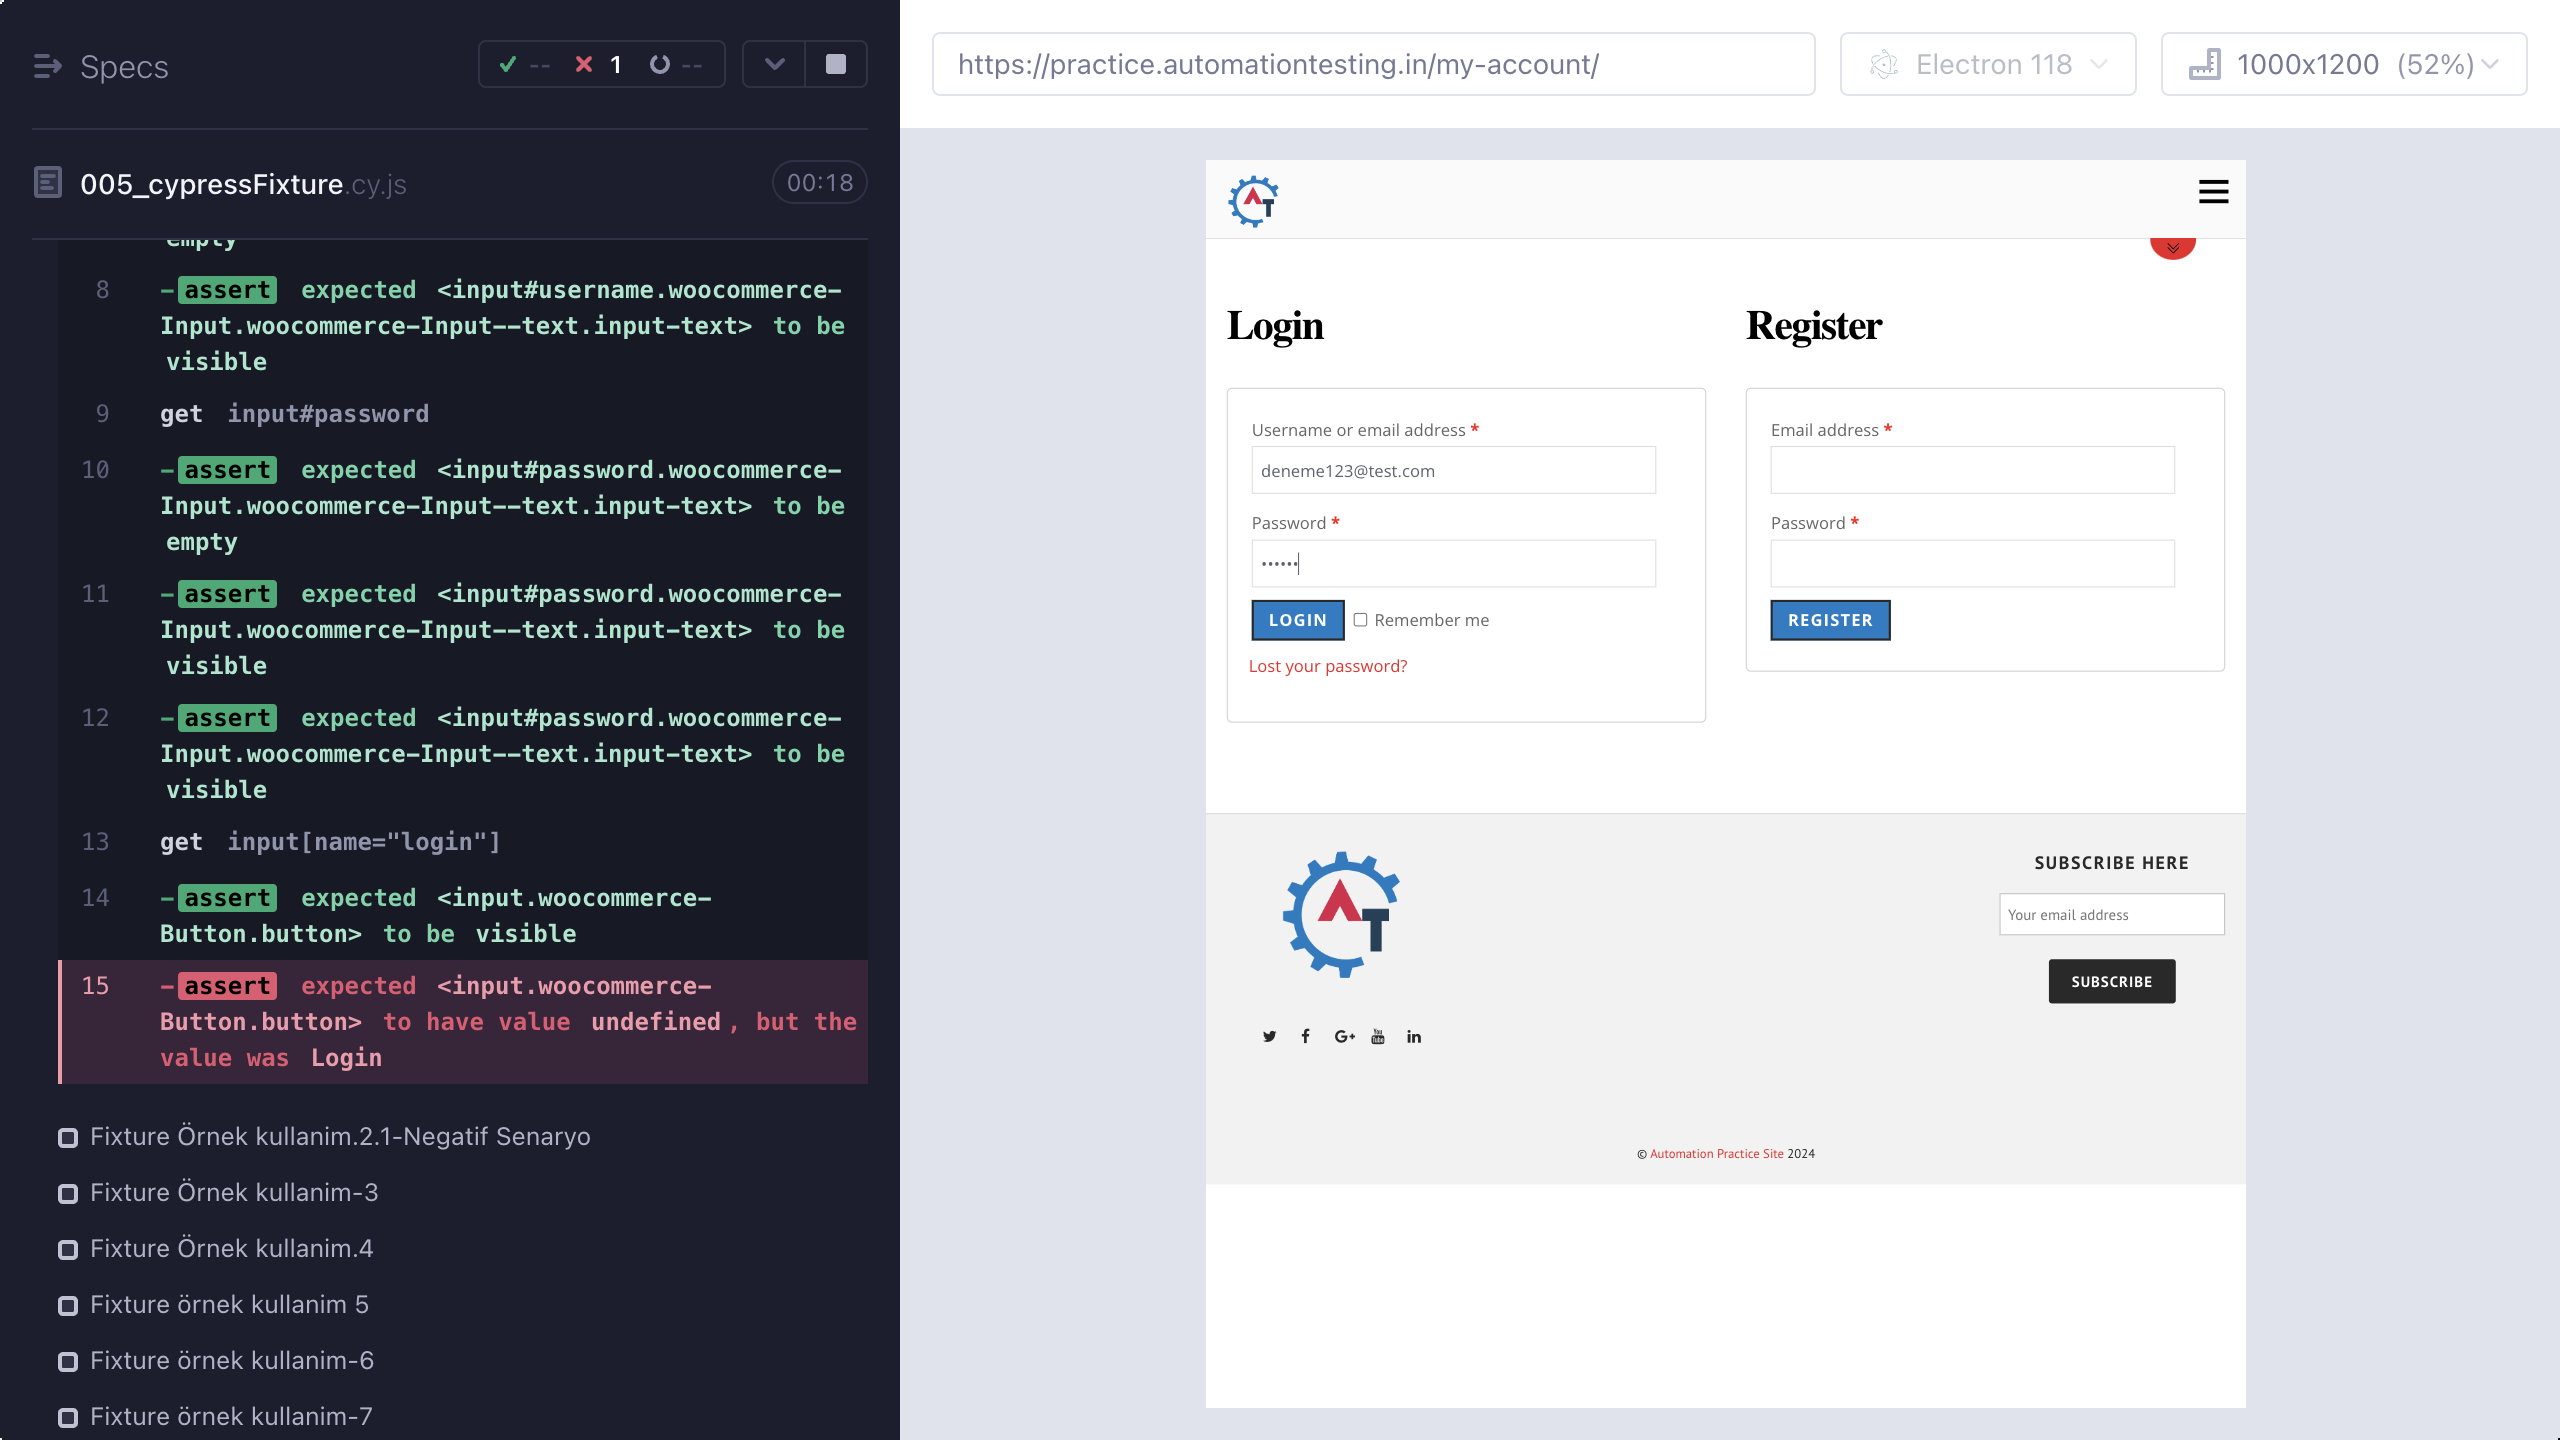 Specs
-- 1 --
005_cypressFixture.cy.js 00:18
empty
8 -assert expected <input#username.woocommerce-
Input.woocommerce-Input--text.input-text> to be
visible
9 get input#password
10 -assert expected <input#password.woocommerce-
Input.woocommerce-Input--text.input-text> to be
empty
11 -assert expected <input#password.woocommerce-
Input.woocommerce-Input--text.input-text> to be
visible
12 -assert expected <input#password.woocommerce-
Input.woocommerce-Input--text.input-text> to be
visible
13 get input[name="login"]
14 -assert expected <input.woocommerce-
Button.button> to be visible
15 -assert expected <input.woocommerce-
Button.button> to have value undefined, but the
value was Login
Fixture Örnek kullanim.2.1-Negatif Senaryo
Fixture Örnek kullanim-3
Fixture Örnek kullanim.4
Fixture örnek kullanim 5
Fixture örnek kullanim-6
Fixture örnek kullanim-7
https://practice.automationtesting.in/my-account/
Electron 118
1000x1200 (52%)
AT
Login
Username or email address *
deneme123@test.com
Password *
••••••
LOGIN Remember me
Lost your password?
Register
Email address *
Password *
REGISTER
AT
SUBSCRIBE HERE
Your email address
SUBSCRIBE
© Automation Practice Site 2024